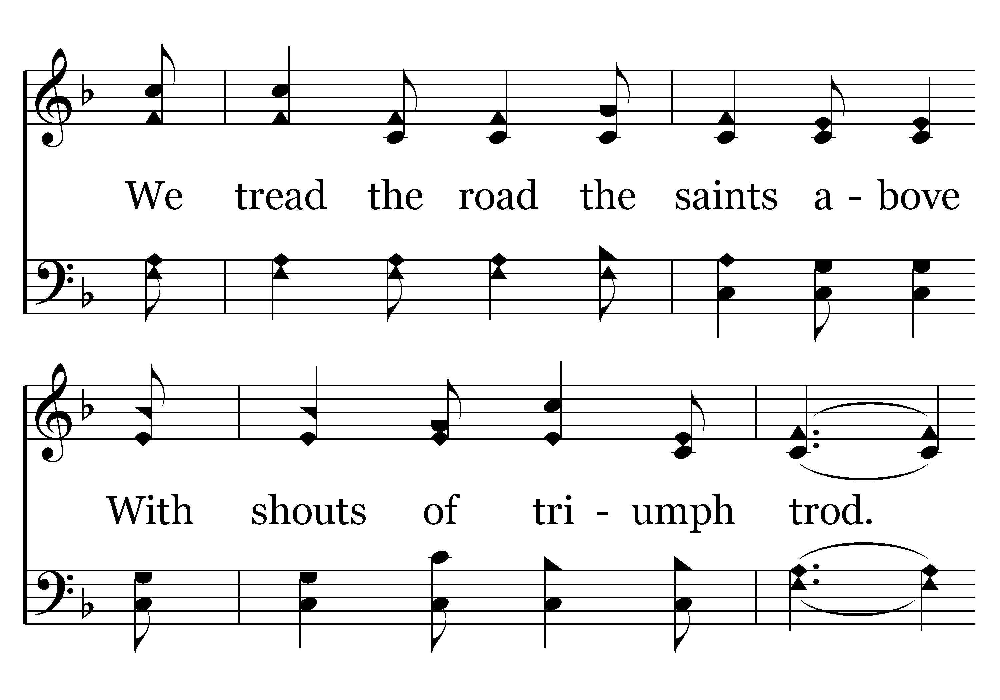 We tread the road the saints a - bove
With shouts of tri - umph trod.